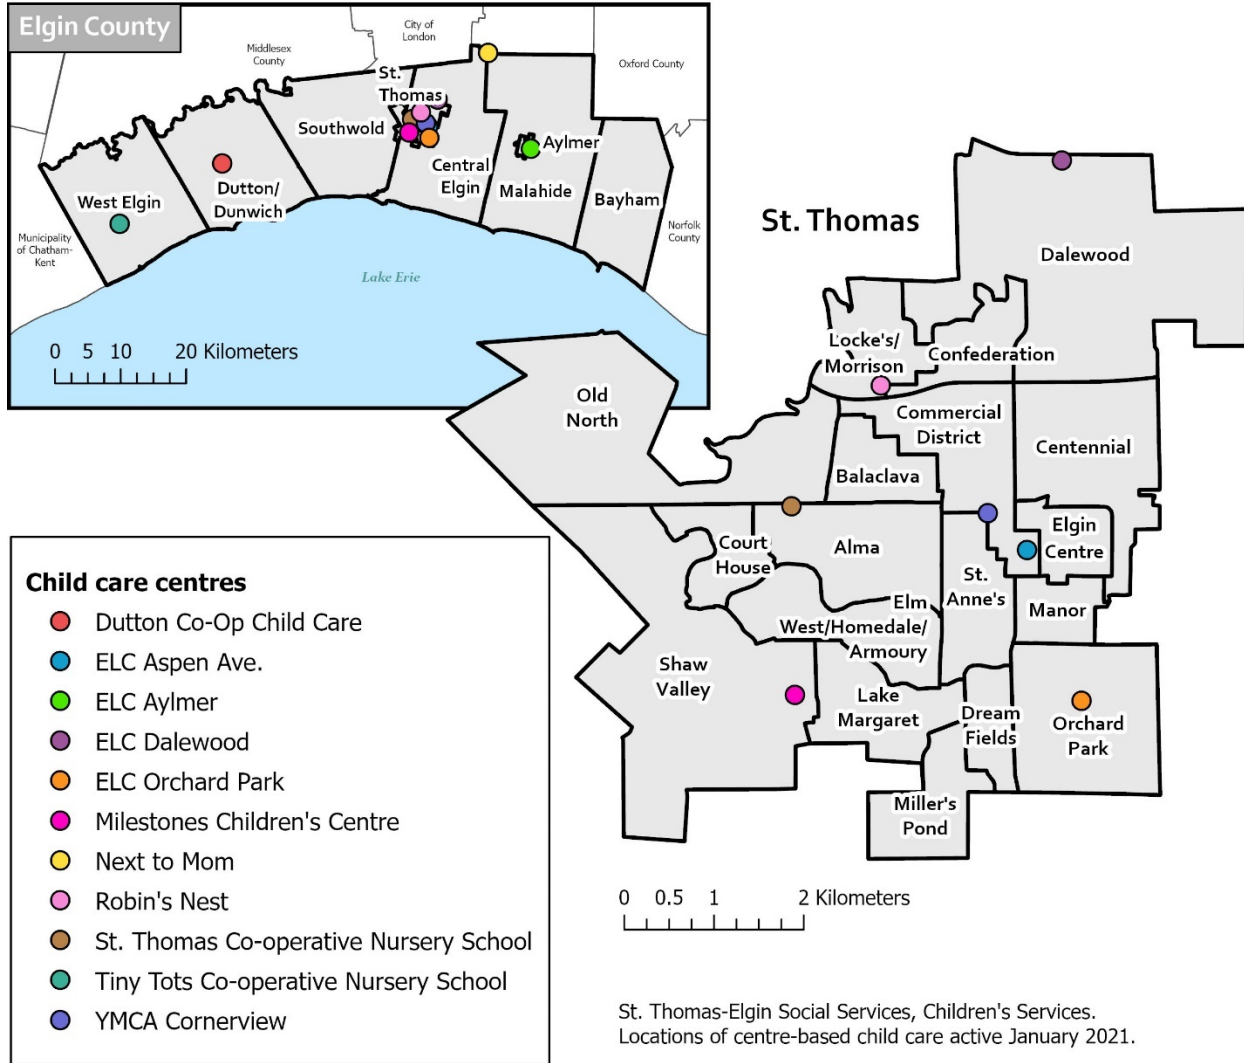 Elgin County
City of
London
Middlesex
County
Oxford County
St.
Thomas
Southwold
Aylmer
Central
Elgin
Malahide
Dutton/
Dunwich
West Elgin
Bayham
Municipality
of Chatham-
Kent
Norfolk
County
Lake Erie
0 5 10 20 Kilometers
St. Thomas
Dalewood
Locke's/
Morrison
Confederation
Old
North
Commercial
District
Centennial
Balaclava
Elgin
Centre
Court
House
Alma
St.
Anne's
Manor
Elm
West/Homedale/
Armoury
Shaw
Valley
Lake
Margaret
Dream
Fields
Orchard
Park
Miller's
Pond
0 0.5 1 2 Kilometers
Child care centres
Dutton Co-Op Child Care
ELC Aspen Ave.
ELC Aylmer
ELC Dalewood
ELC Orchard Park
Milestones Children's Centre
Next to Mom
Robin's Nest
St. Thomas Co-operative Nursery School
Tiny Tots Co-operative Nursery School
YMCA Cornerview
St. Thomas-Elgin Social Services, Children's Services.
Locations of centre-based child care active January 2021.